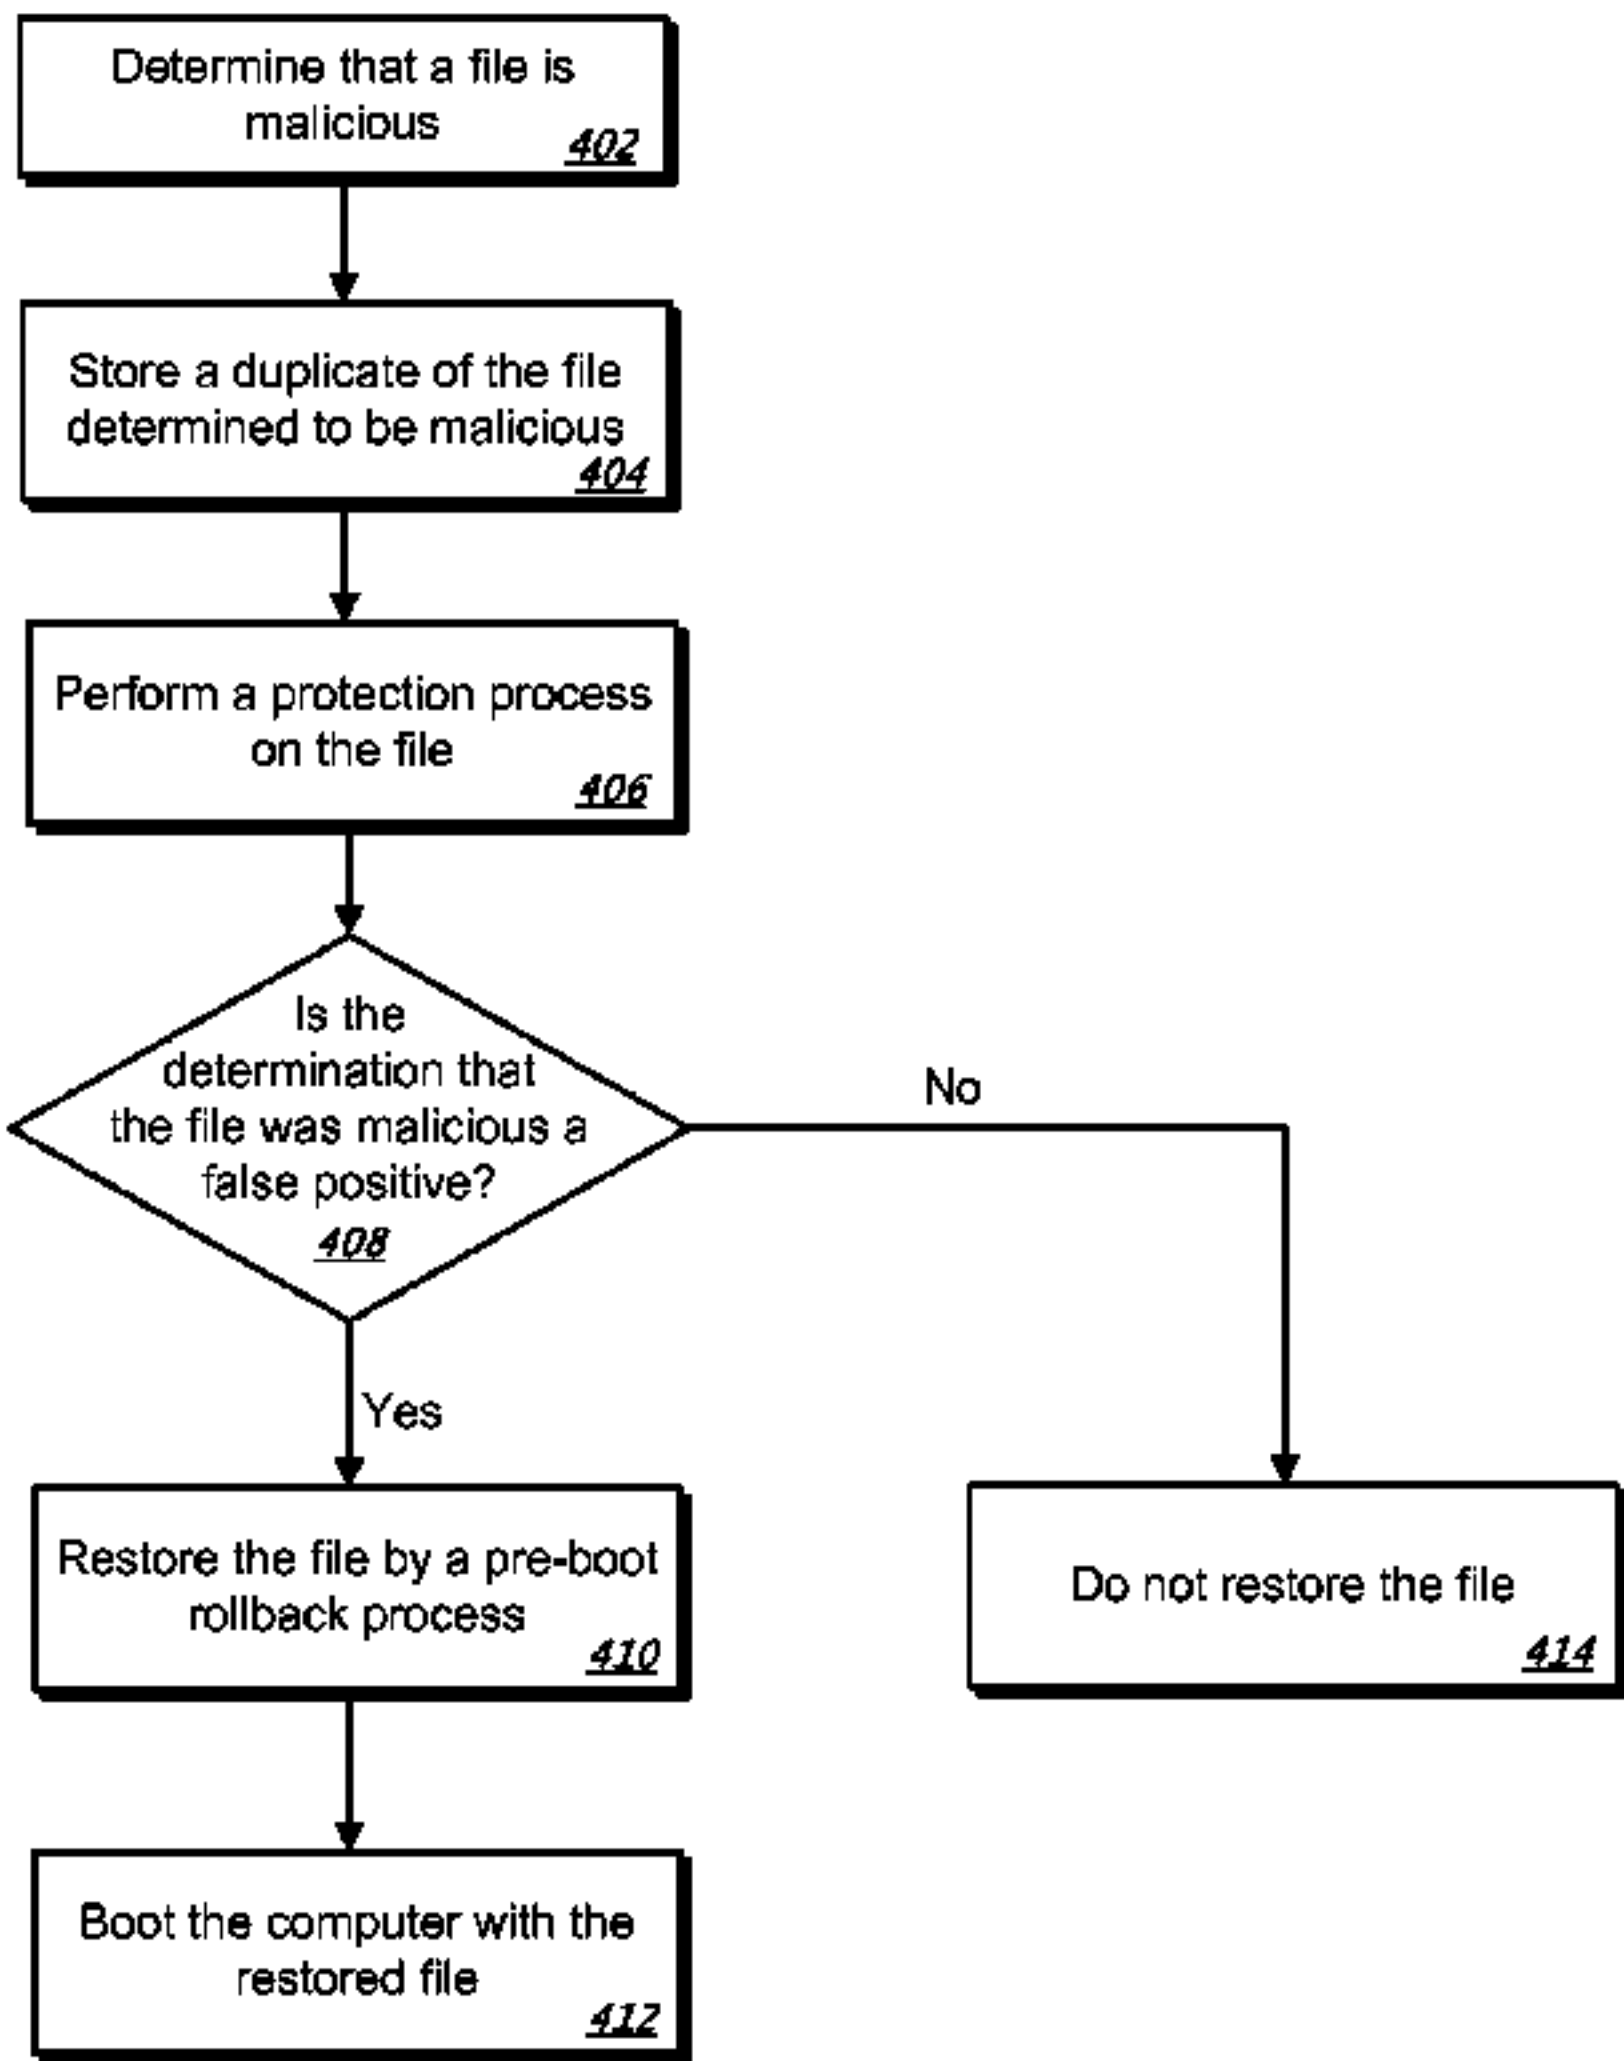 Determine that a file is
malicious
402
Store a duplicate of the file
determined to be malicious
404
Perform a protection process
on the file
406
Is the
determination that
the file was malicious a
false positive?
408
No
Yes
Restore the file by a pre-boot
rollback process
410
Do not restore the file
414
Boot the computer with the
restored file
412